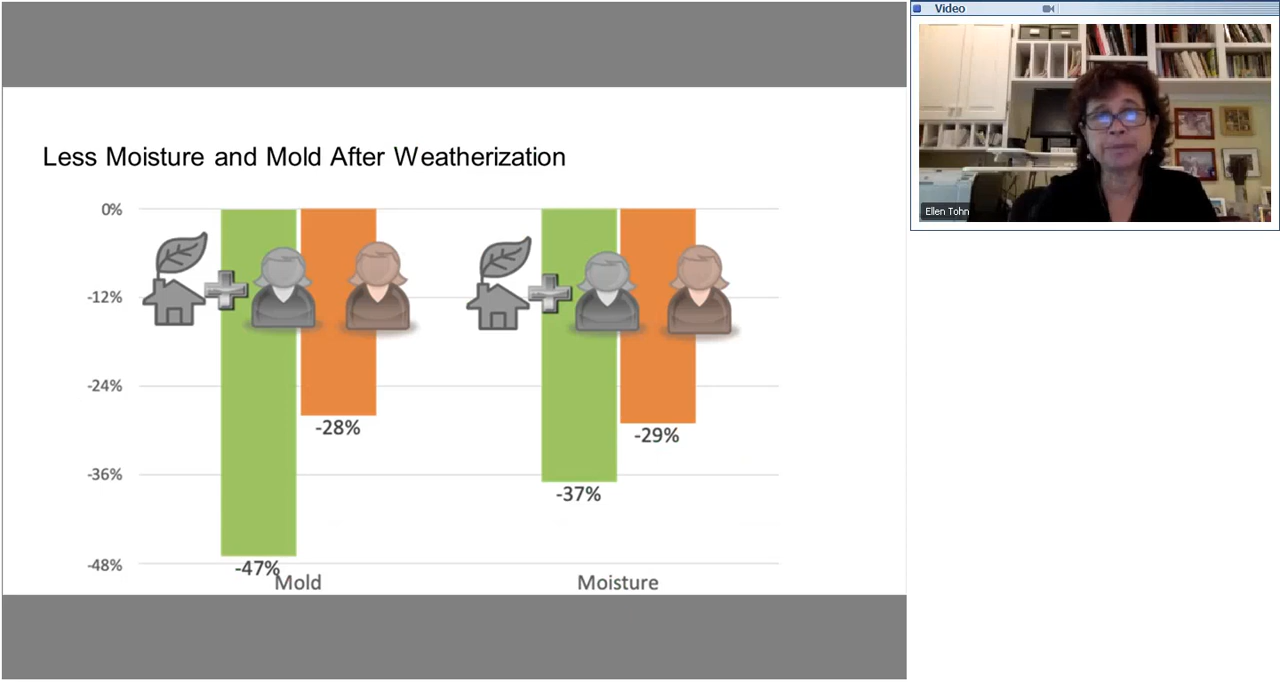 Less Moisture and Mold After Weatherization
0%
-12%
-24%
-36%
-48%
-28%
-29%
-37%
-47%
Mold
Moisture
Video
Ellen Tohn